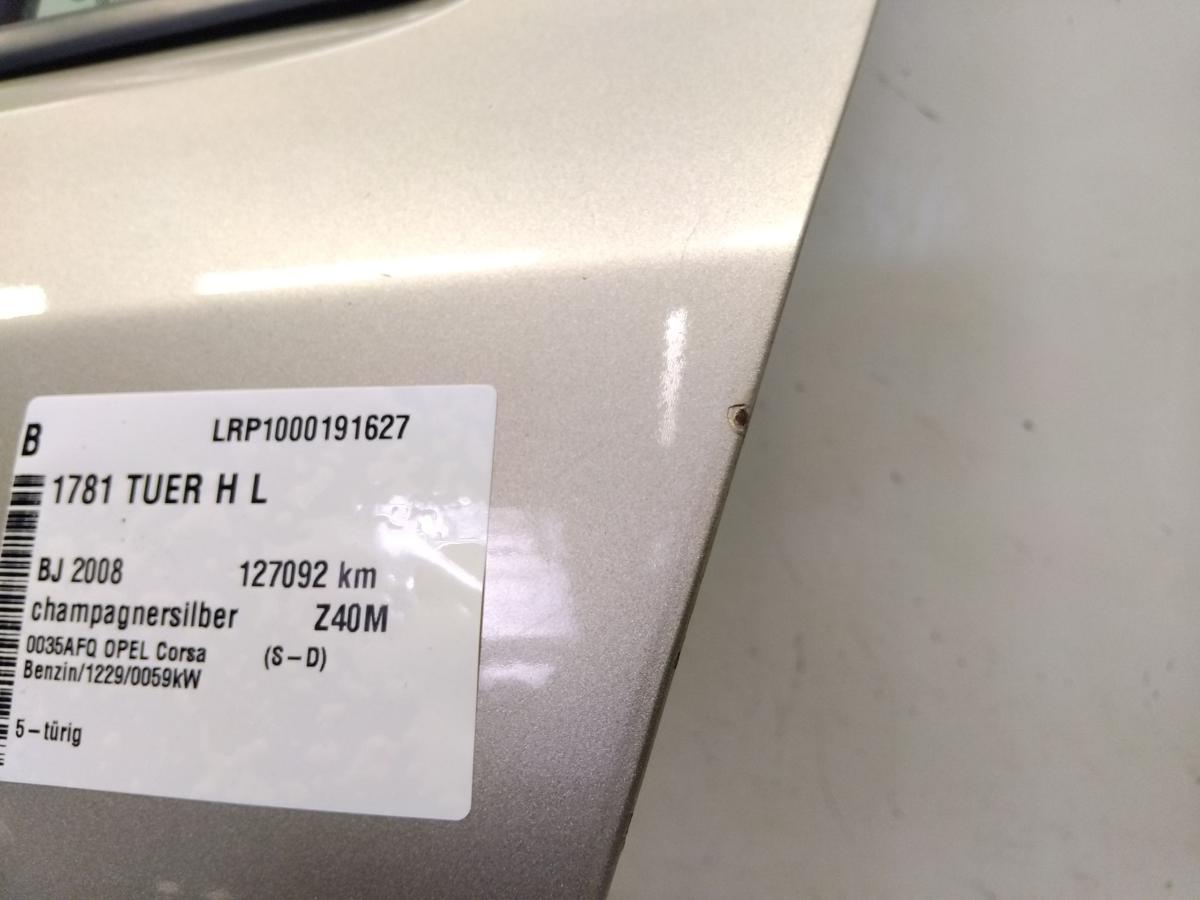 B LRP1000191627
1781 TUER H L
BJ 2008 127092 km
champagnersilber Z40M
0035AFQ OPEL Corsa (S-D)
Benzin/1229/0059kW
5-türig